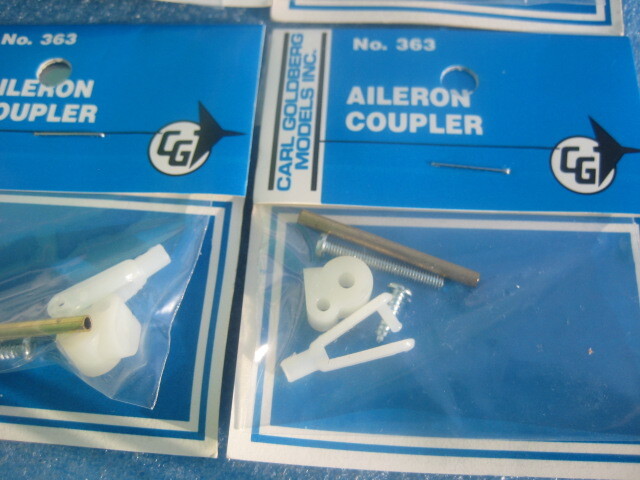 No. 363
AILERON
COUPLER
CG
CARL GOLDBERG
MODELS INC.
No. 363
AILERON
COUPLER
CG